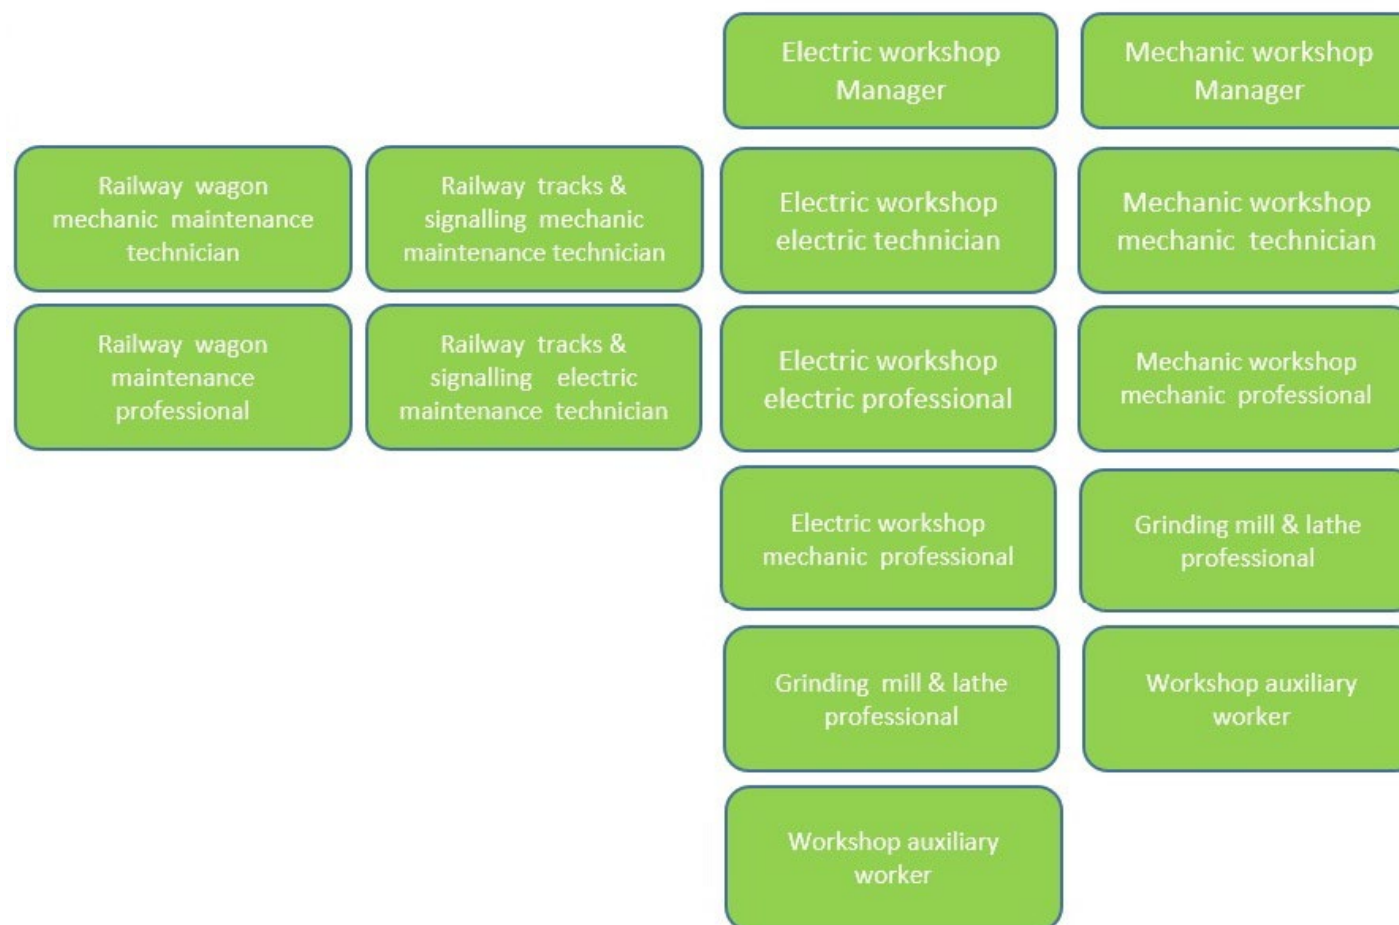 Electric workshop
Manager
Mechanic workshop
Manager
Railway wagon
mechanic maintenance
technician
Railway tracks &
signalling mechanic
maintenance technician
Electric workshop
electric technician
Mechanic workshop
mechanic technician
Railway wagon
maintenance
professional
Railway tracks &
signalling electric
maintenance technician
Electric workshop
electric professional
Mechanic workshop
mechanic professional
Electric workshop
mechanic professional
Grinding mill & lathe
professional
Grinding mill & lathe
professional
Workshop auxiliary
worker
Workshop auxiliary
worker